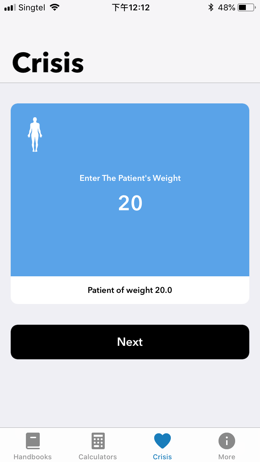 Singtel 下午12:12 48%
Crisis
Enter The Patient's Weight
20
Patient of weight 20.0
Next
Handbooks Calculators Crisis More